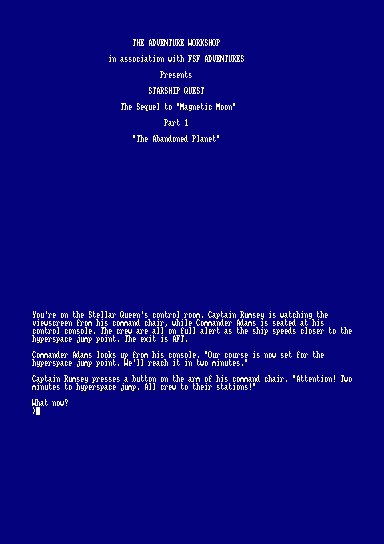 THE ADVENTURE WORKSHOP
in association with FSF ADVENTURES
Presents
STARSHIP QUEST
The Sequel to "Magnetic Moon"
Part 1
"The Abandoned Planet"
You're on the Stellar Queen's control room. Captain Rumsey is watching the
viewscreen from his command chair, while Commander Adams is seated at his
control console. The crew are all on full alert as the ship speeds closer to the
hyperspace jump point. The exit is AFT.
Commander Adams looks up from his console. "Our course is now set for the
hyperspace jump point. We'll reach it in two minutes."
Captain Rumsey presses a button on the arm of his command chair. "Attention! Two
minutes to hyperspace jump. All crew to their stations!"
What now?
>